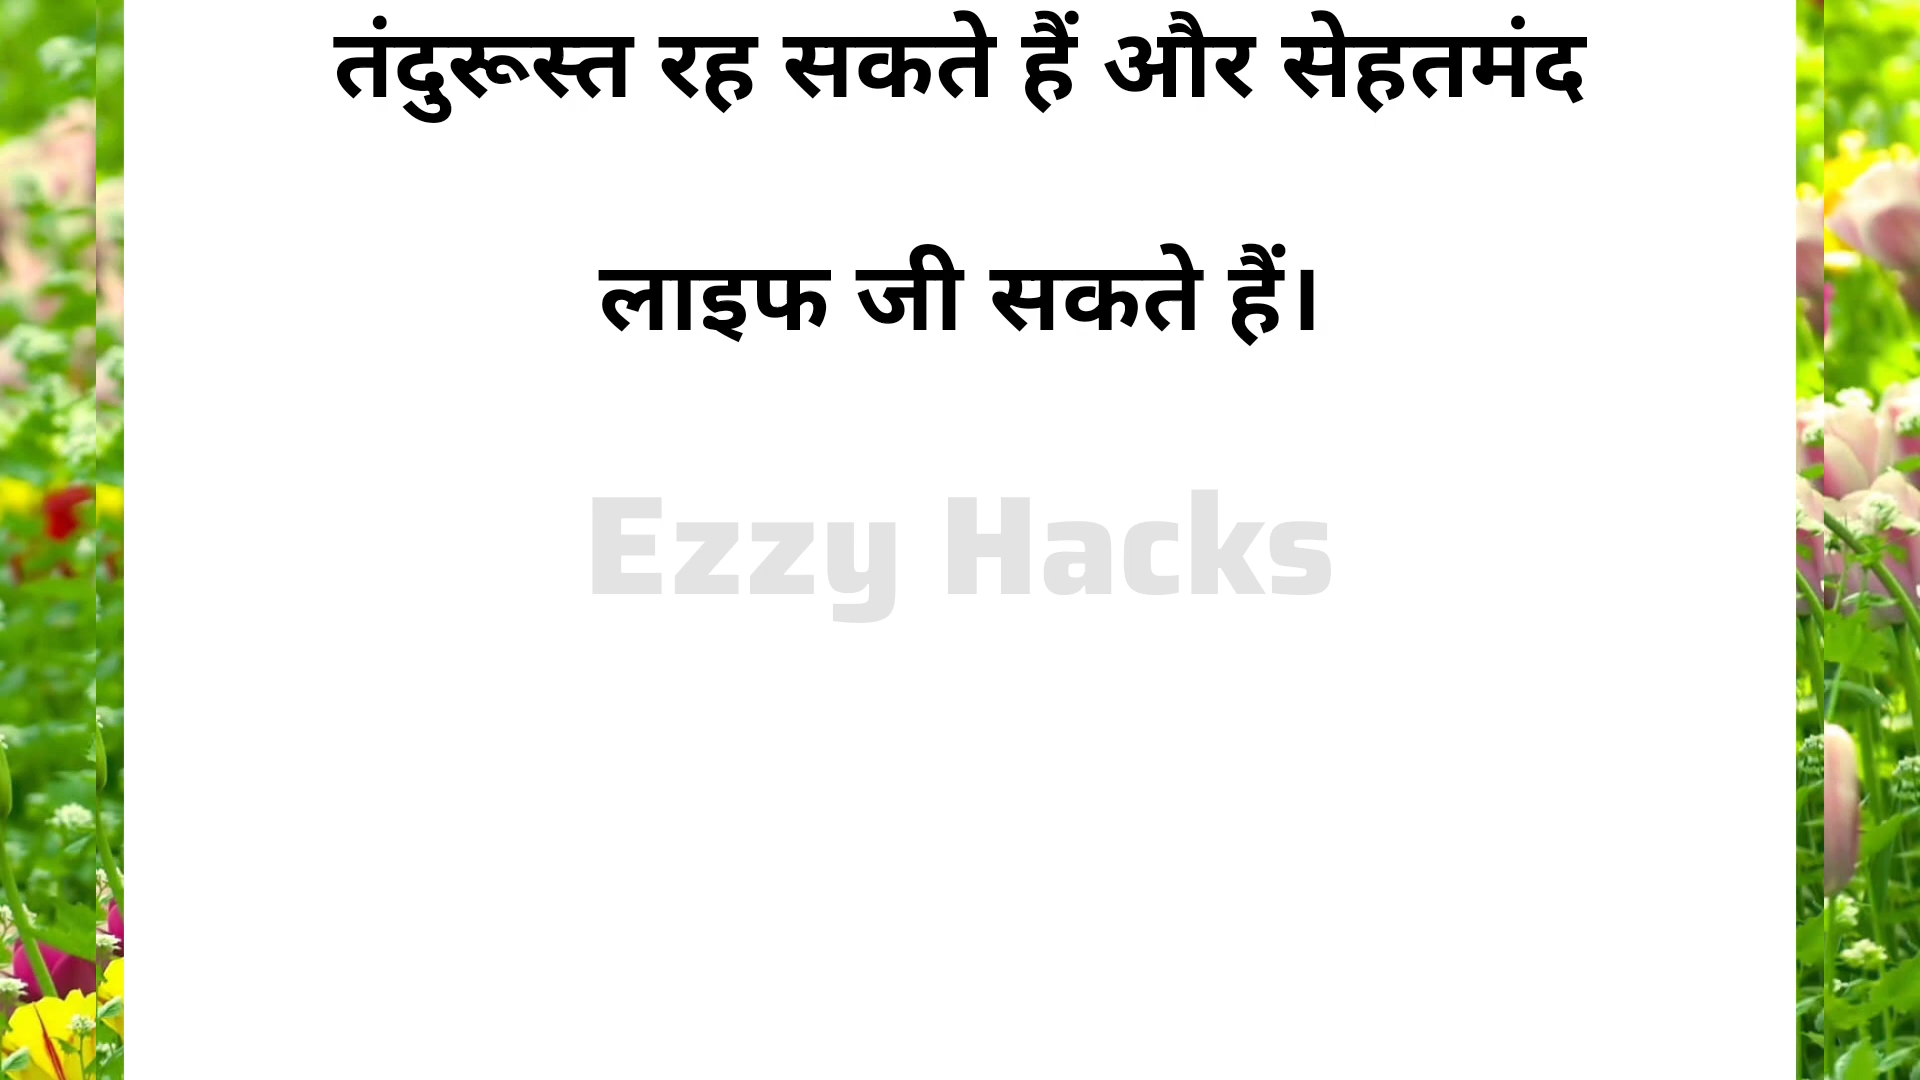 तंदुरूस्त रह सकते हैं और सेहतमंद
लाइफ जी सकते हैं।
Ezzy Hacks